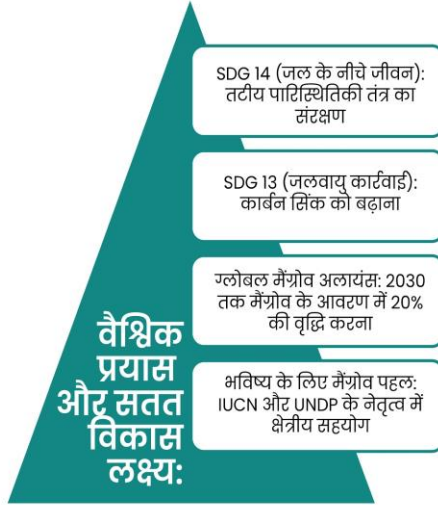 SDG 14 (जल के नीचे जीवन):
तटीय पारिस्थितिकी तंत्र का
संरक्षण
SDG 13 (जलवायु कार्रवाई):
कार्बन सिंक को बढ़ाना
ग्लोबल मैंग्रोव अलायंस: 2030
तक मैंग्रोव के आवरण में 20%
की वृद्धि करना
भविष्य के लिए मैंग्रोव पहल:
IUCN और UNDP के नेतृत्व में
क्षेत्रीय सहयोग
वैश्विक
प्रयास
और सतत
विकास
लक्ष्य: